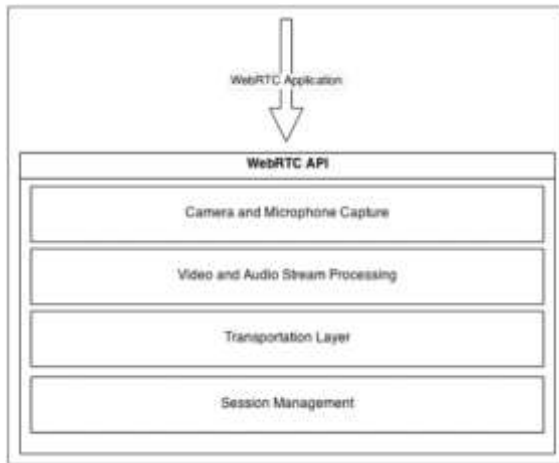 WebRTC Application
WebRTC API
Camera and Microphone Capture
Video and Audio Stream Processing
Transportation Layer
Session Management